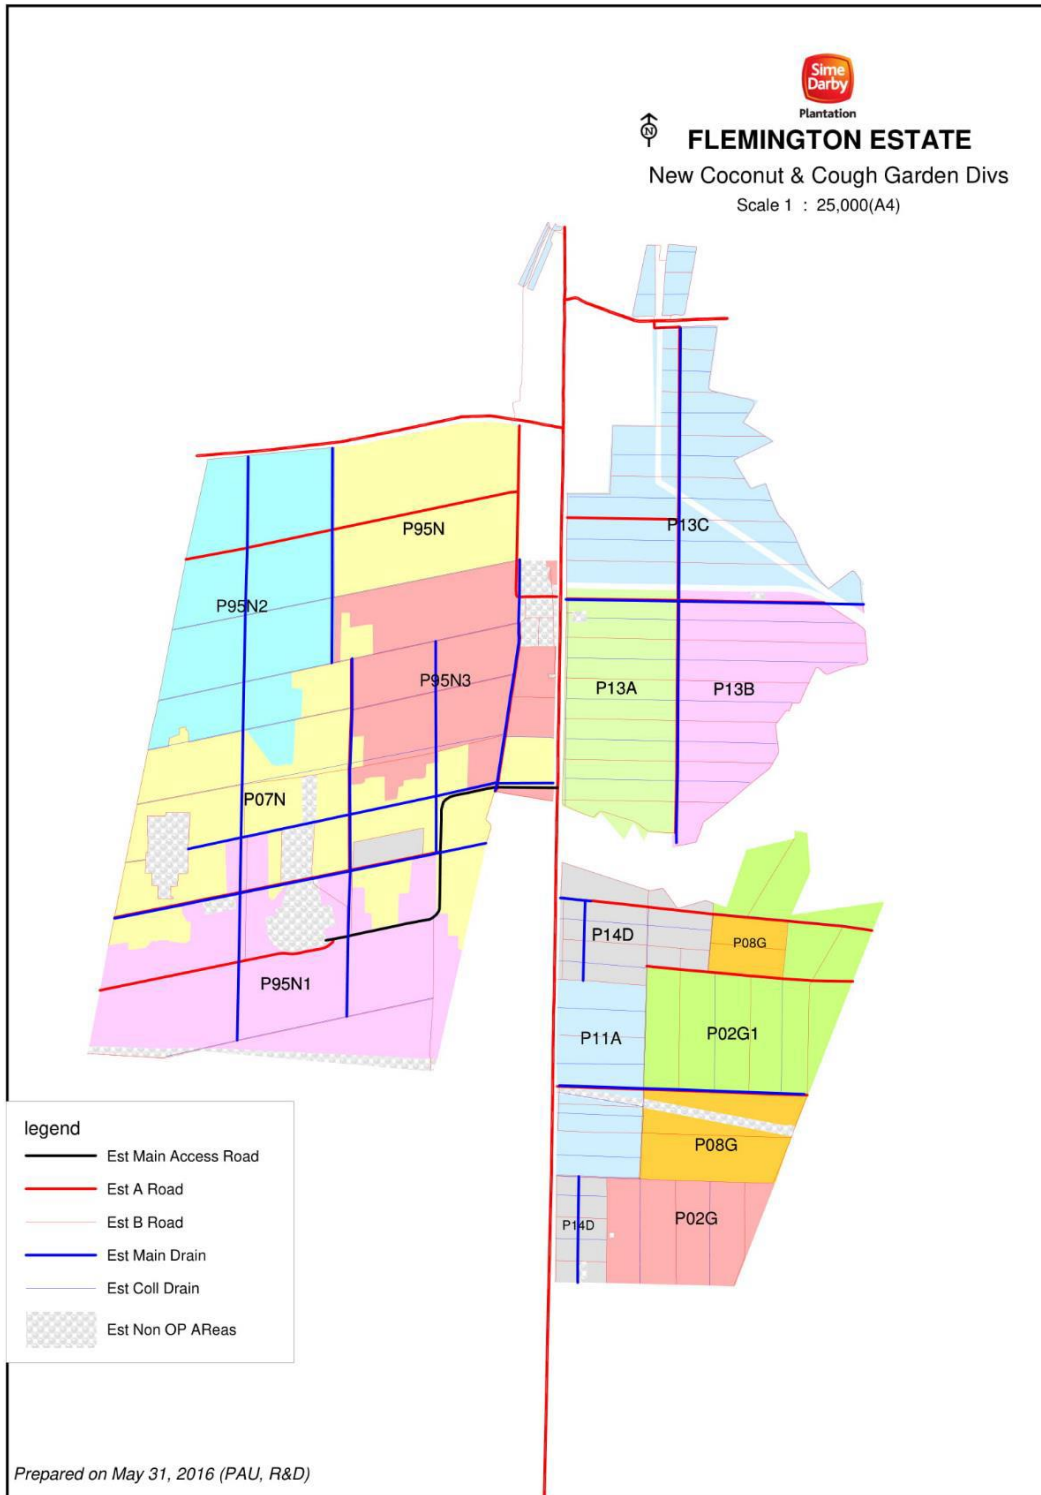 Sime
Darby
Plantation
N
FLEMINGTON ESTATE
New Coconut & Cough Garden Divs
Scale 1 : 25,000(A4)
P95N
P13C
P95N2
P95N3
P13A
P13B
P07N
P14D
P08G
P95N1
P11A
P02G1
P08G
P02G
P14D
legend
Est Main Access Road
Est A Road
Est B Road
Est Main Drain
Est Coll Drain
Est Non OP AReas
Prepared on May 31, 2016 (PAU, R&D)